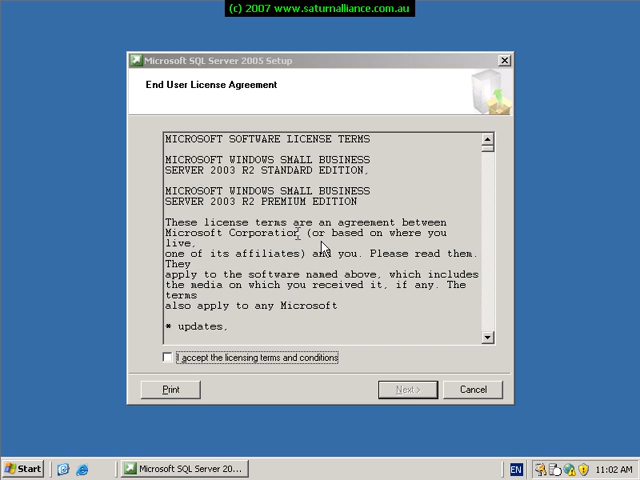 (c) 2007 www.saturnalliance.com.au
Microsoft SQL Server 2005 Setup
End User License Agreement
MICROSOFT SOFTWARE LICENSE TERMS
MICROSOFT WINDOWS SMALL BUSINESS
SERVER 2003 R2 STANDARD EDITION,
MICROSOFT WINDOWS SMALL BUSINESS
SERVER 2003 R2 PREMIUM EDITION
These license terms are an agreement between
Microsoft Corporation (or based on where you
live,
one of its affiliates) and you. Please read them.
They
apply to the software named above, which includes
the media on which you received it, if any. The
terms
also apply to any Microsoft
* updates,
I accept the licensing terms and conditions
Print
Next >
Cancel
Start
Microsoft SQL Server 20...
EN
11:02 AM